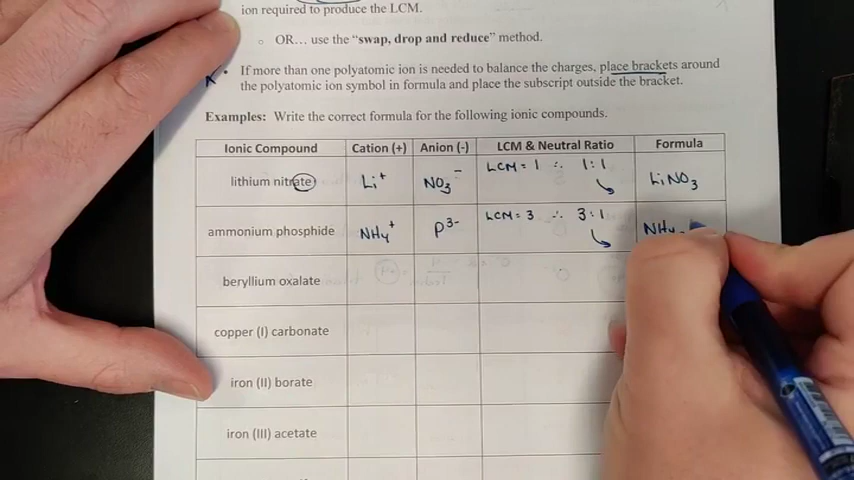 ion required to produce the LCM.
○ OR... use the “swap, drop and reduce” method.
• If more than one polyatomic ion is needed to balance the charges, place brackets around
the polyatomic ion symbol in formula and place the subscript outside the bracket.
Examples: Write the correct formula for the following ionic compounds.
Ionic Compound Cation (+) Anion (-) LCM & Neutral Ratio Formula
lithium nitrate Li⁺ NO₃⁻ LCM = 1 ∴ 1:1 LiNO₃
ammonium phosphide NH₄⁺ P³⁻ LCM = 3 ∴ 3:1 NH₄
beryllium oxalate
copper (I) carbonate
iron (II) borate
iron (III) acetate